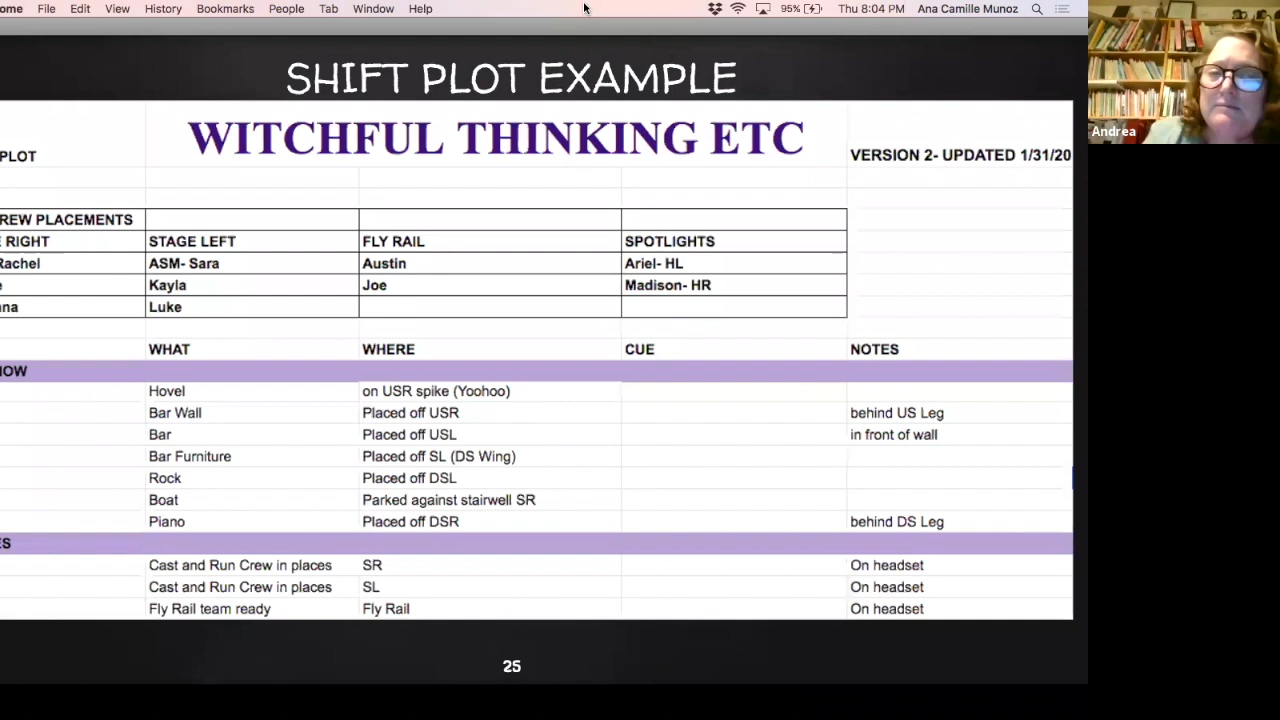 ome File Edit View History Bookmarks People Tab Window Help 95% Thu 8:04 PM Ana Camille Munoz
SHIFT PLOT EXAMPLE
WITCHFUL THINKING ETC
PLOT VERSION 2- UPDATED 1/31/20
REW PLACEMENTS
E RIGHT STAGE LEFT FLY RAIL SPOTLIGHTS
Rachel ASM- Sara Austin Ariel- HL
e Kayla Joe Madison- HR
nna Luke
WHAT WHERE CUE NOTES
HOW
Hovel on USR spike (Yoohoo)
Bar Wall Placed off USR behind US Leg
Bar Placed off USL in front of wall
Bar Furniture Placed off SL (DS Wing)
Rock Placed off DSL
Boat Parked against stairwell SR
Piano Placed off DSR behind DS Leg
ES
Cast and Run Crew in places SR On headset
Cast and Run Crew in places SL On headset
Fly Rail team ready Fly Rail On headset
25
Andrea